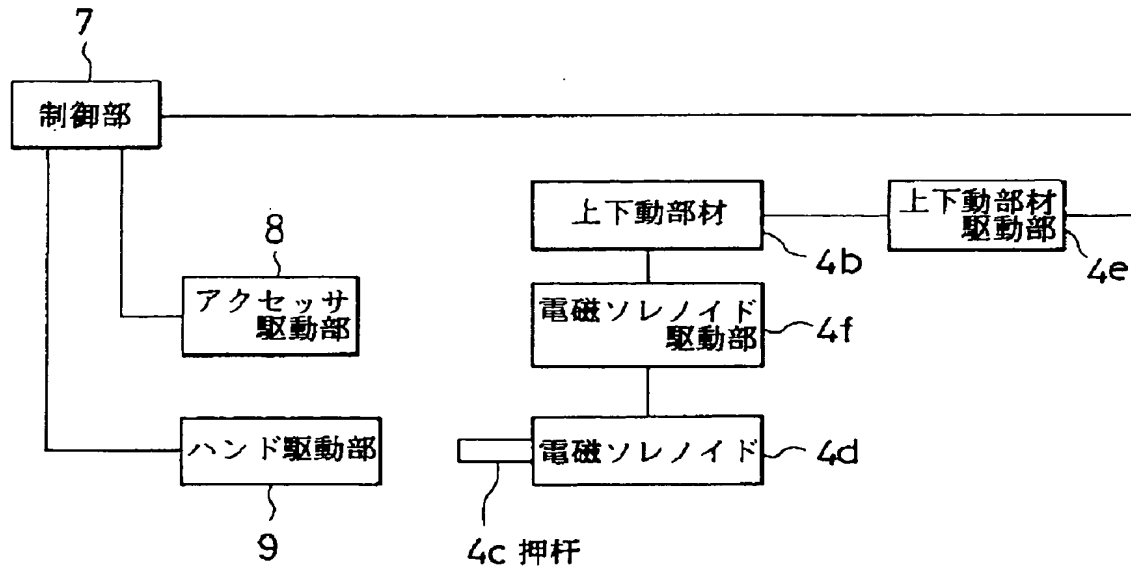 7
制御部
上下動部材
4b
上下動部材
駆動部
4e
8
アクセッサ
駆動部
電磁ソレノイド
駆動部
4f
ハンド駆動部
9
電磁ソレノイド
4d
4c 押杆